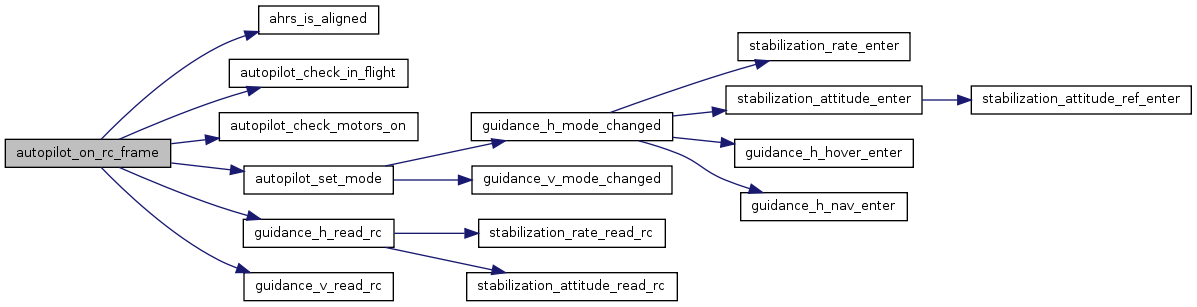 autopilot_on_rc_frame
ahrs_is_aligned
autopilot_check_in_flight
autopilot_check_motors_on
autopilot_set_mode
guidance_h_read_rc
guidance_v_read_rc
guidance_h_mode_changed
guidance_v_mode_changed
stabilization_rate_read_rc
stabilization_attitude_read_rc
stabilization_rate_enter
stabilization_attitude_enter
guidance_h_hover_enter
guidance_h_nav_enter
stabilization_attitude_ref_enter